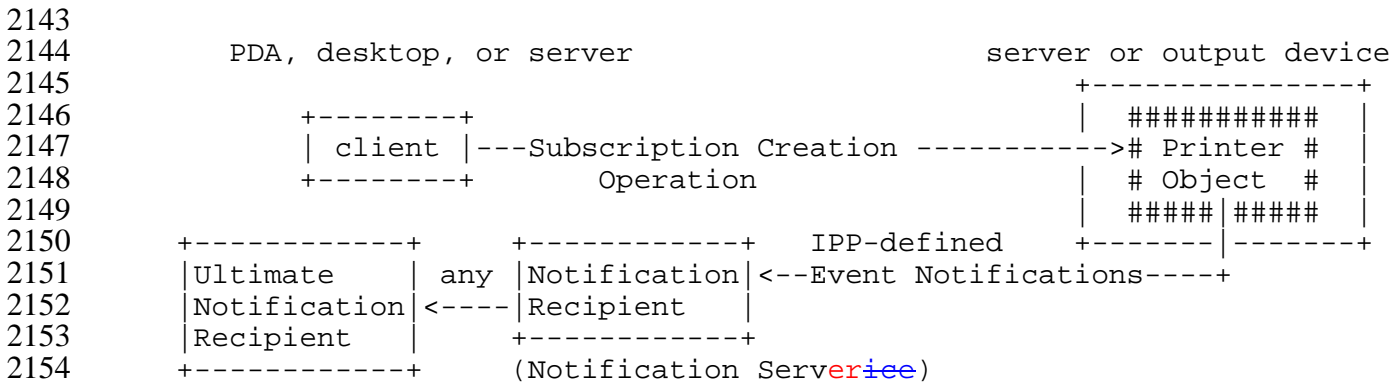 2143
2144 PDA, desktop, or server                    server or output device
2145                                                  +---------------+
2146        +--------+                                |  ###########  |
2147        | client |---Subscription Creation -----------># Printer #  |
2148        +--------+        Operation               |  # Object  #  |
2149                                                  |  #####|#####  |
2150 +------------+     +------------+   IPP-defined   +-------|-------+
2151 |Ultimate    | any |Notification|<--Event Notifications----+
2152 |Notification|<----|Recipient   |
2153 |Recipient   |     +------------+
2154 +------------+     (Notification Serverice)